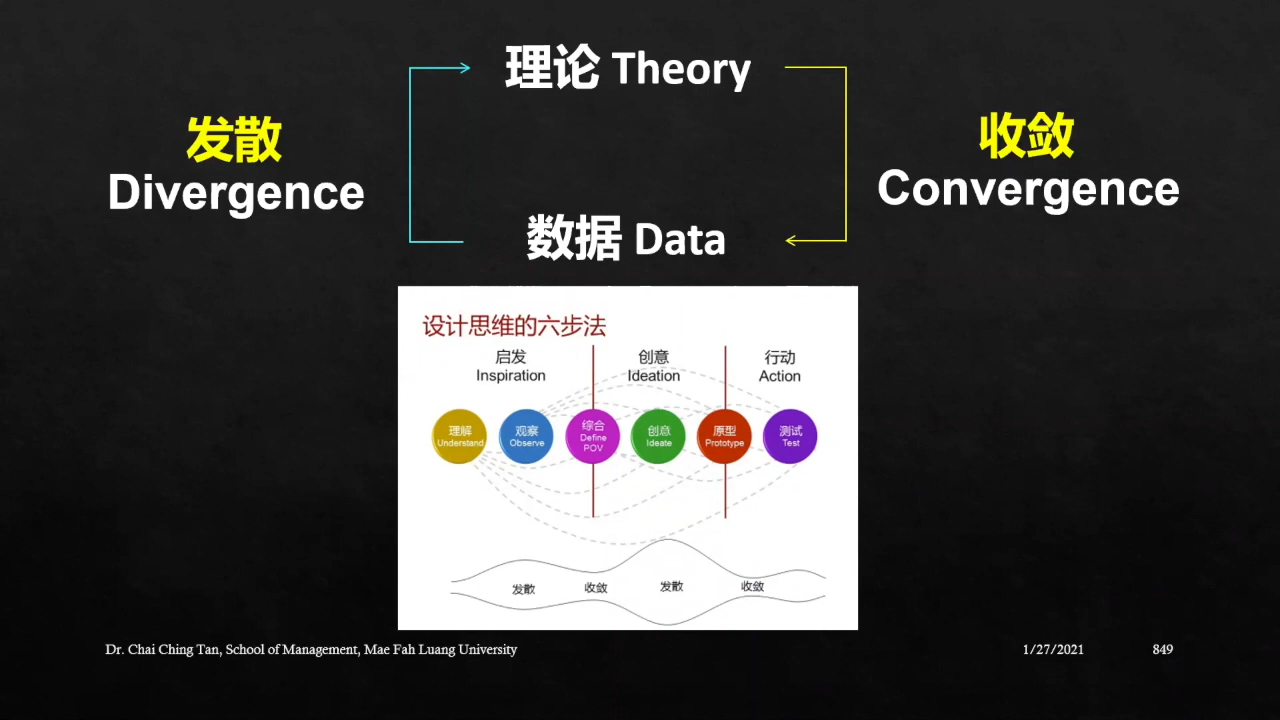 理论 Theory
发散
Divergence
收敛
Convergence
数据 Data
设计思维的六步法
启发
Inspiration
创意
Ideation
行动
Action
理解
Understand
观察
Observe
综合
Define
POV
创意
Ideate
原型
Prototype
测试
Test
发散
收敛
发散
收敛
Dr. Chai Ching Tan, School of Management, Mae Fah Luang University
1/27/2021
849